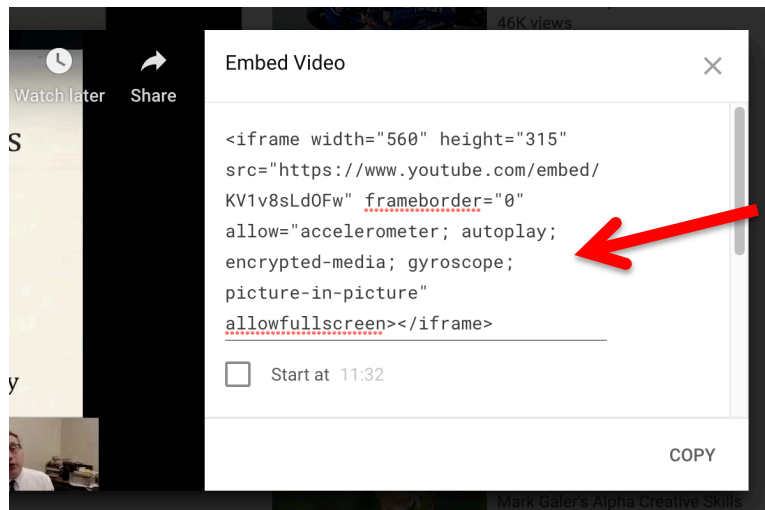 46K views
Embed Video
Watch later
Share
s
<iframe width="560" height="315"
src="https://www.youtube.com/embed/
KV1v8sLdOFw" frameborder="0"
allow="accelerometer; autoplay;
encrypted-media; gyroscope;
picture-in-picture"
allowfullscreen></iframe>
Start at 11:32
y
COPY
Mark Galer's Alpha Creative Skills